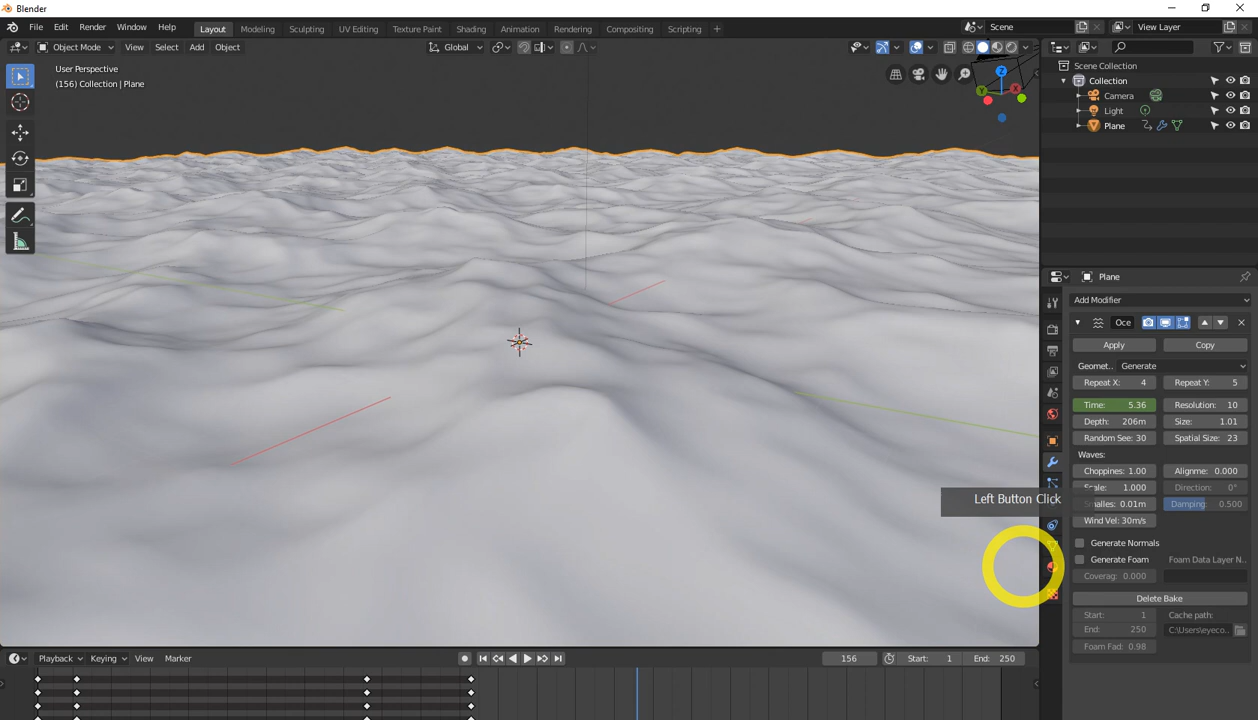 Blender
File Edit Render Window Help
Layout Modeling Sculpting UV Editing Texture Paint Shading Animation Rendering Compositing Scripting +
Scene
View Layer
Object Mode View Select Add Object
Global
User Perspective
(156) Collection | Plane
Z
Y
X
Scene Collection
Collection
Camera
Light
Plane
Plane
Add Modifier
Oce
Apply Copy
Geomet.. Generate
Repeat X: 4 Repeat Y: 5
Time: 5.36 Resolution: 10
Depth: 206m Size: 1.01
Random See: 30 Spatial Size: 23
Waves:
Choppines: 1.00 Alignme: 0.000
Scale: 1.000 Direction: 0°
malles: 0.01m Damping: 0.500
Wind Vel: 30m/s
Left Button Click
Generate Normals
Generate Foam Foam Data Layer N..
Coverag: 0.000
Delete Bake
Start: 1 Cache path:
End: 250 C:\Users\eyeco..
Foam Fad: 0.98
Playback Keying View Marker
156 Start: 1 End: 250